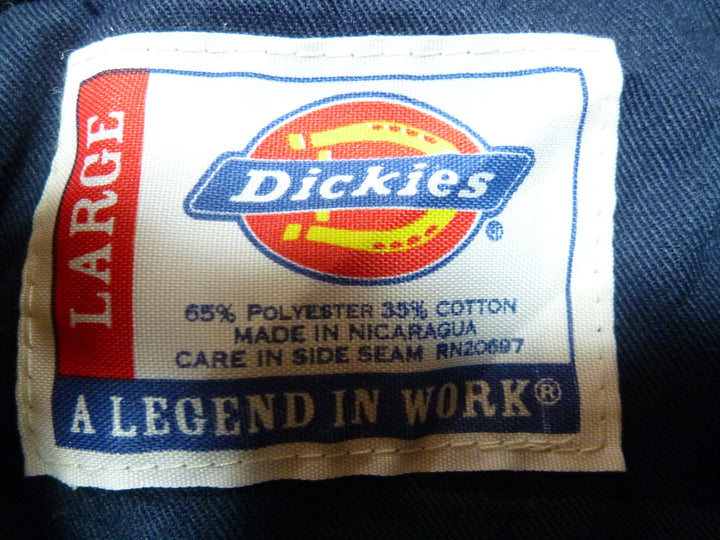 LARGE
Dickies®
65% POLYESTER 35% COTTON
MADE IN NICARAGUA
CARE IN SIDE SEAM RN20697
A LEGEND IN WORK®